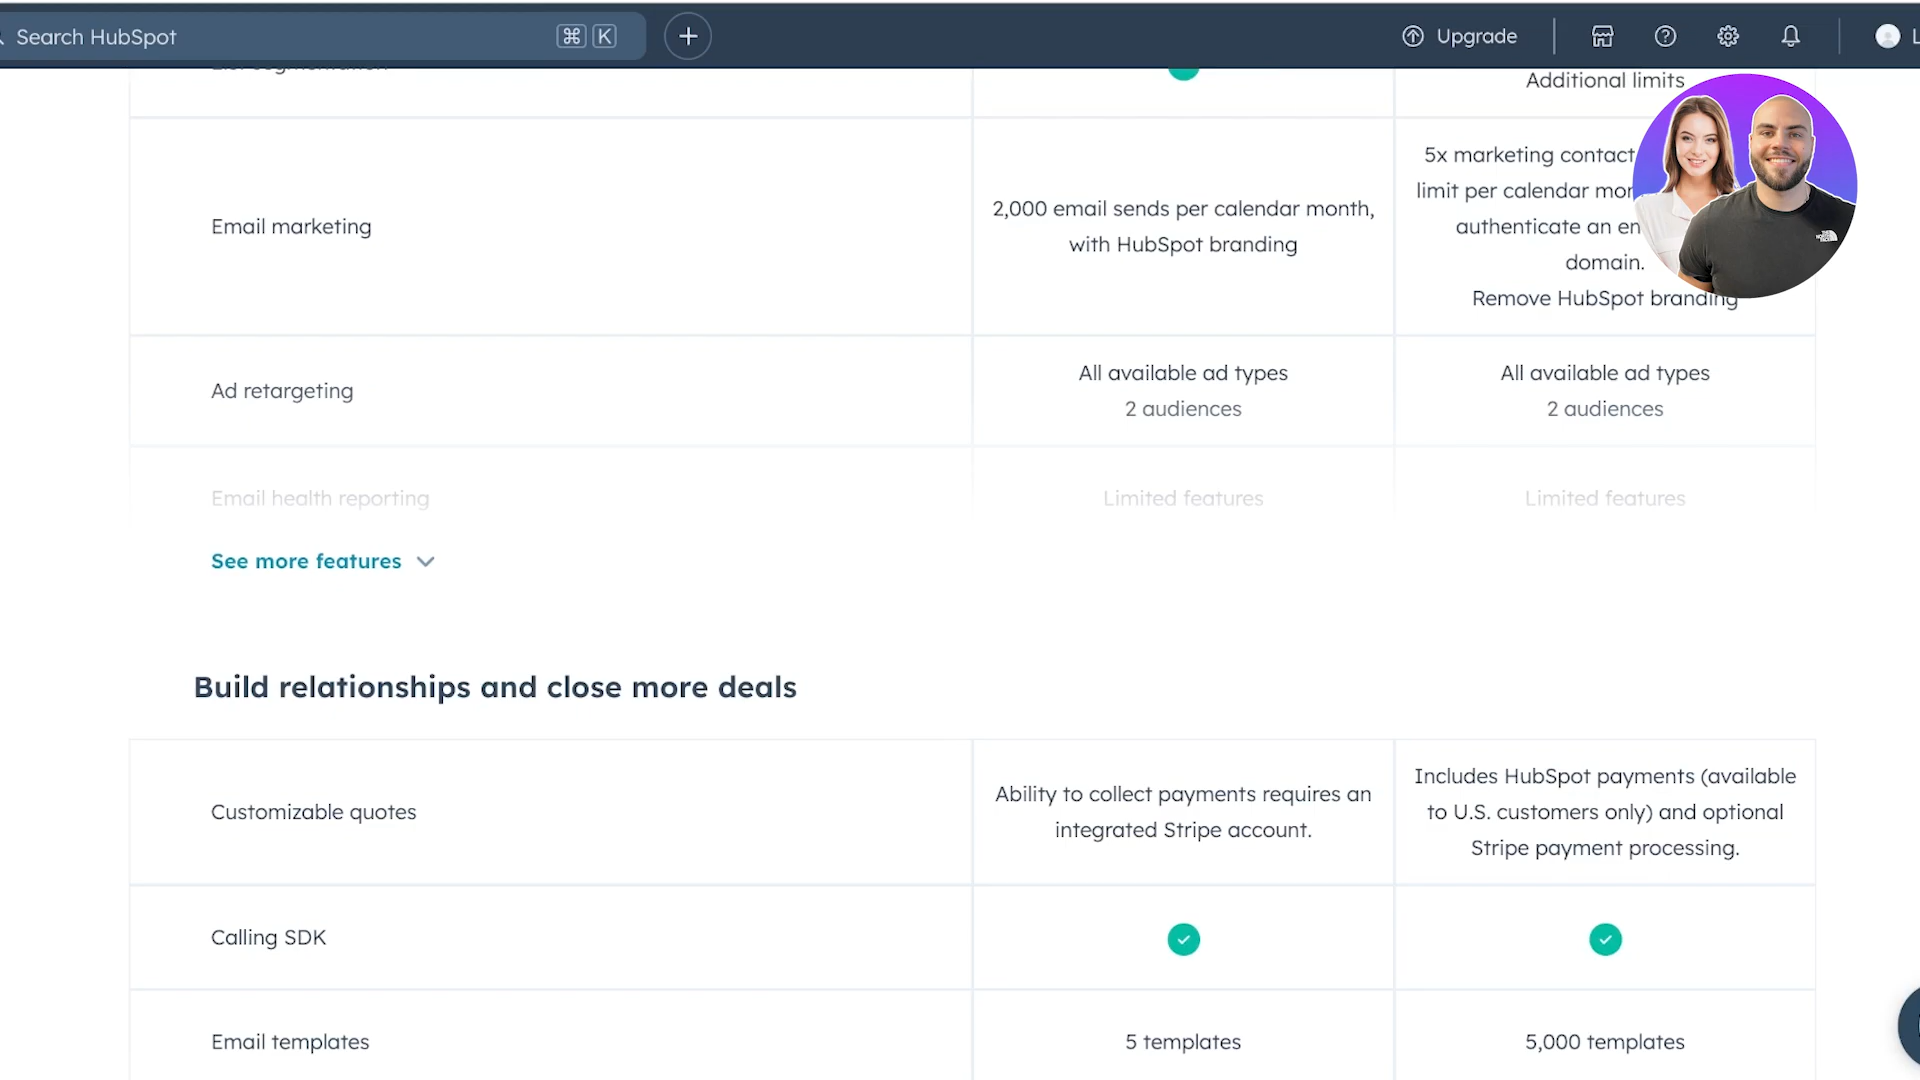 Search HubSpot
⌘ K
Upgrade
Additional limits
Email marketing
2,000 email sends per calendar month,
with HubSpot branding
5x marketing contact
limit per calendar
authenticate an
domain.
Remove HubSpot branding
Ad retargeting
All available ad types
2 audiences
All available ad types
2 audiences
Email health reporting
Limited features
Limited features
See more features
Build relationships and close more deals
Customizable quotes
Ability to collect payments requires an
integrated Stripe account.
Includes HubSpot payments (available
to U.S. customers only) and optional
Stripe payment processing.
Calling SDK
Email templates
5 templates
5,000 templates